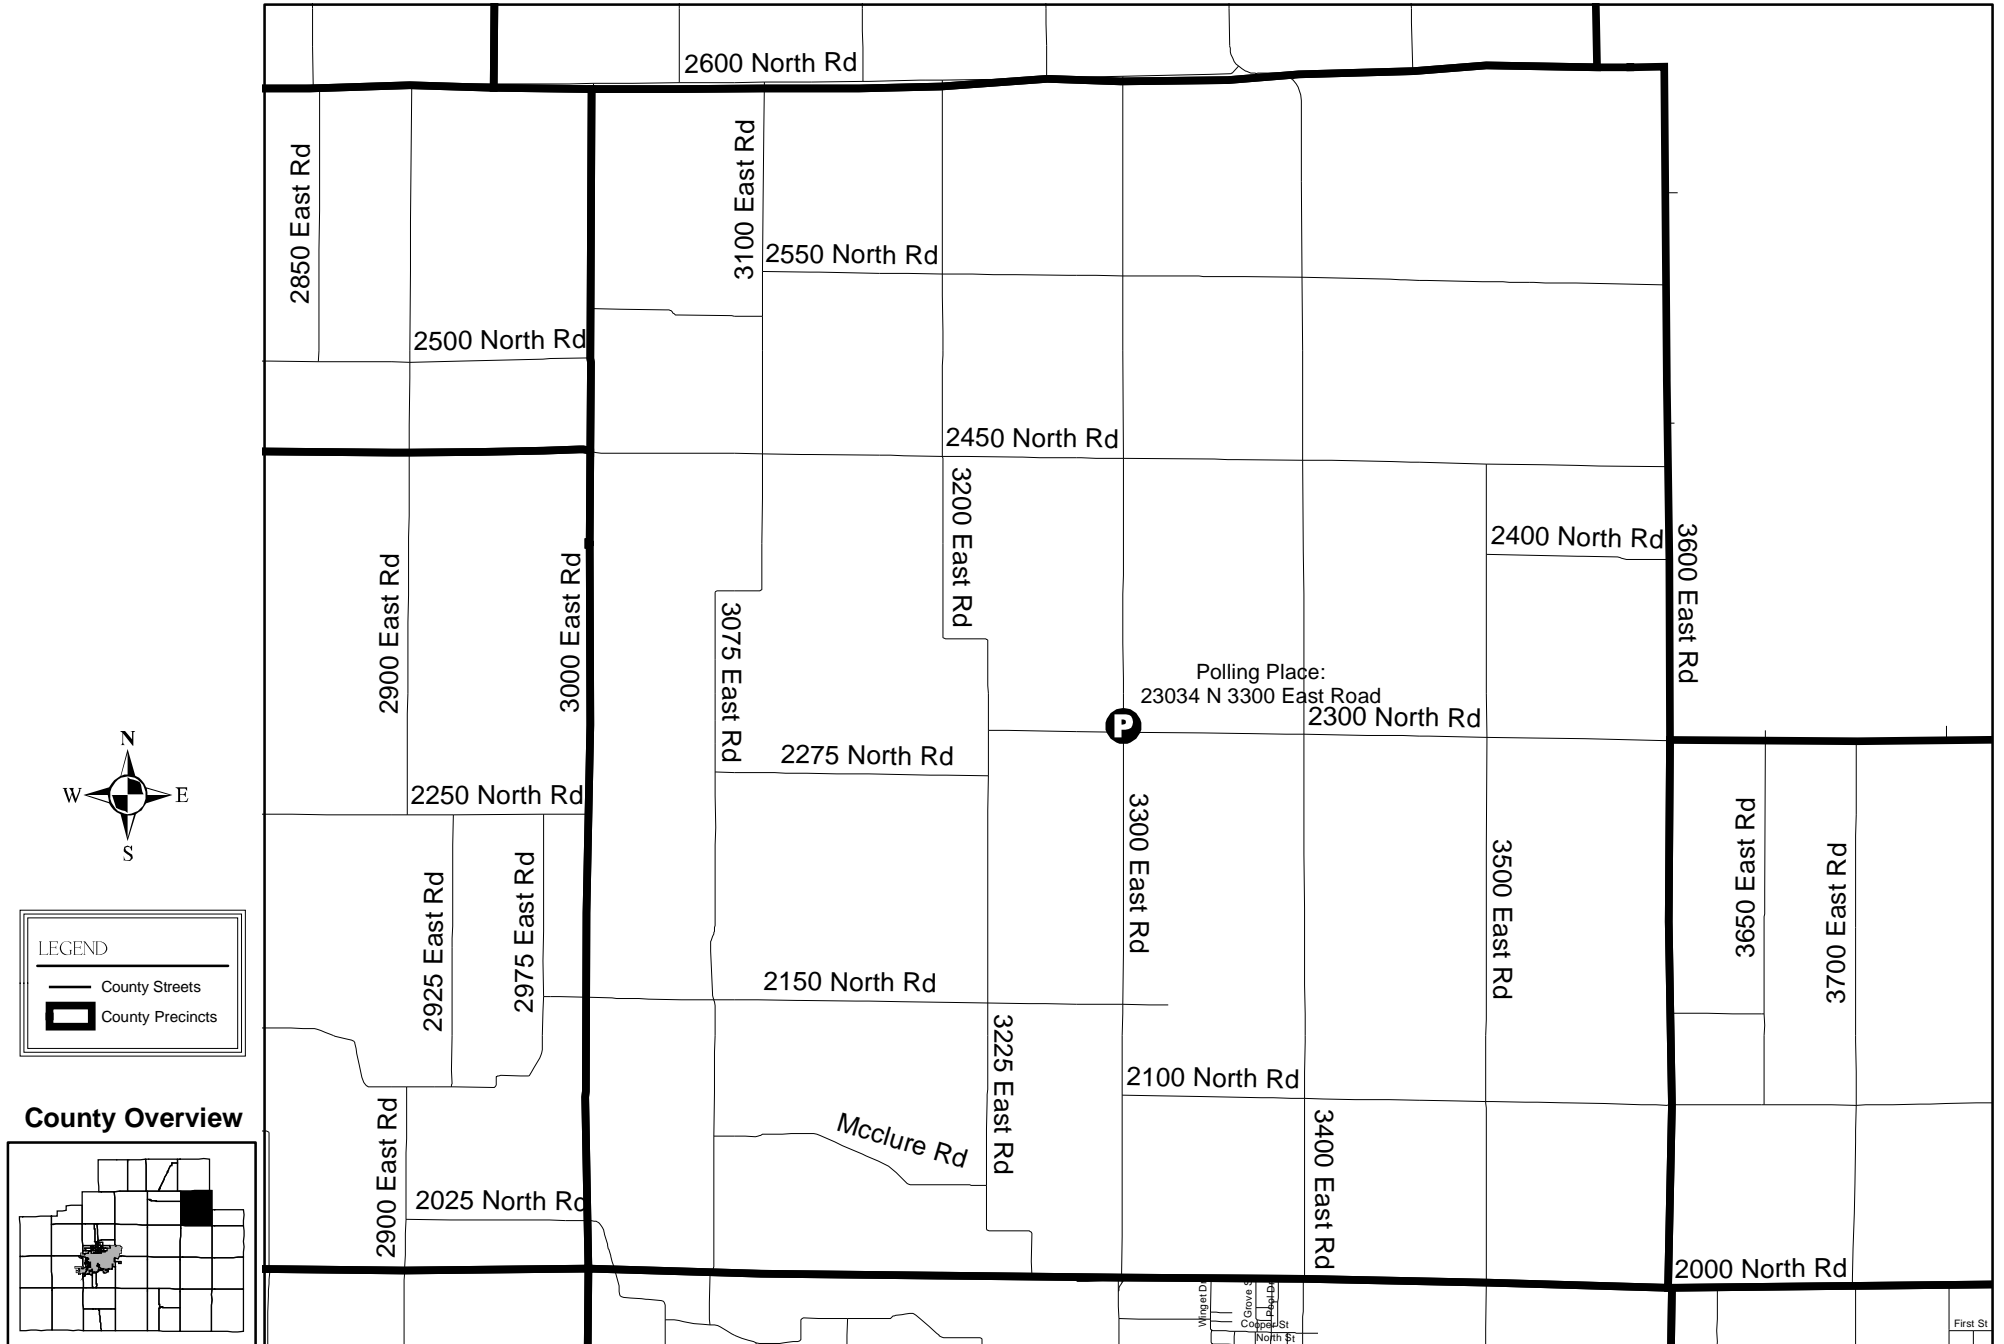 2600 North Rd
2850 East Rd
3100 East Rd
2550 North Rd
2500 North Rd
2450 North Rd
3200 East Rd
2400 North Rd
3600 East Rd
2900 East Rd
3000 East Rd
3075 East Rd
Polling Place:
23034 N 3300 East Road
P
2300 North Rd
2275 North Rd
2250 North Rd
3300 East Rd
3500 East Rd
3650 East Rd
3700 East Rd
2925 East Rd
2975 East Rd
2150 North Rd
3225 East Rd
2100 North Rd
Mcclure Rd
3400 East Rd
2900 East Rd
2025 North Rd
2000 North Rd
Winget D
Grove S
Cooper St
North St
First St
N
W
E
S
LEGEND
County Streets
County Precincts
County Overview